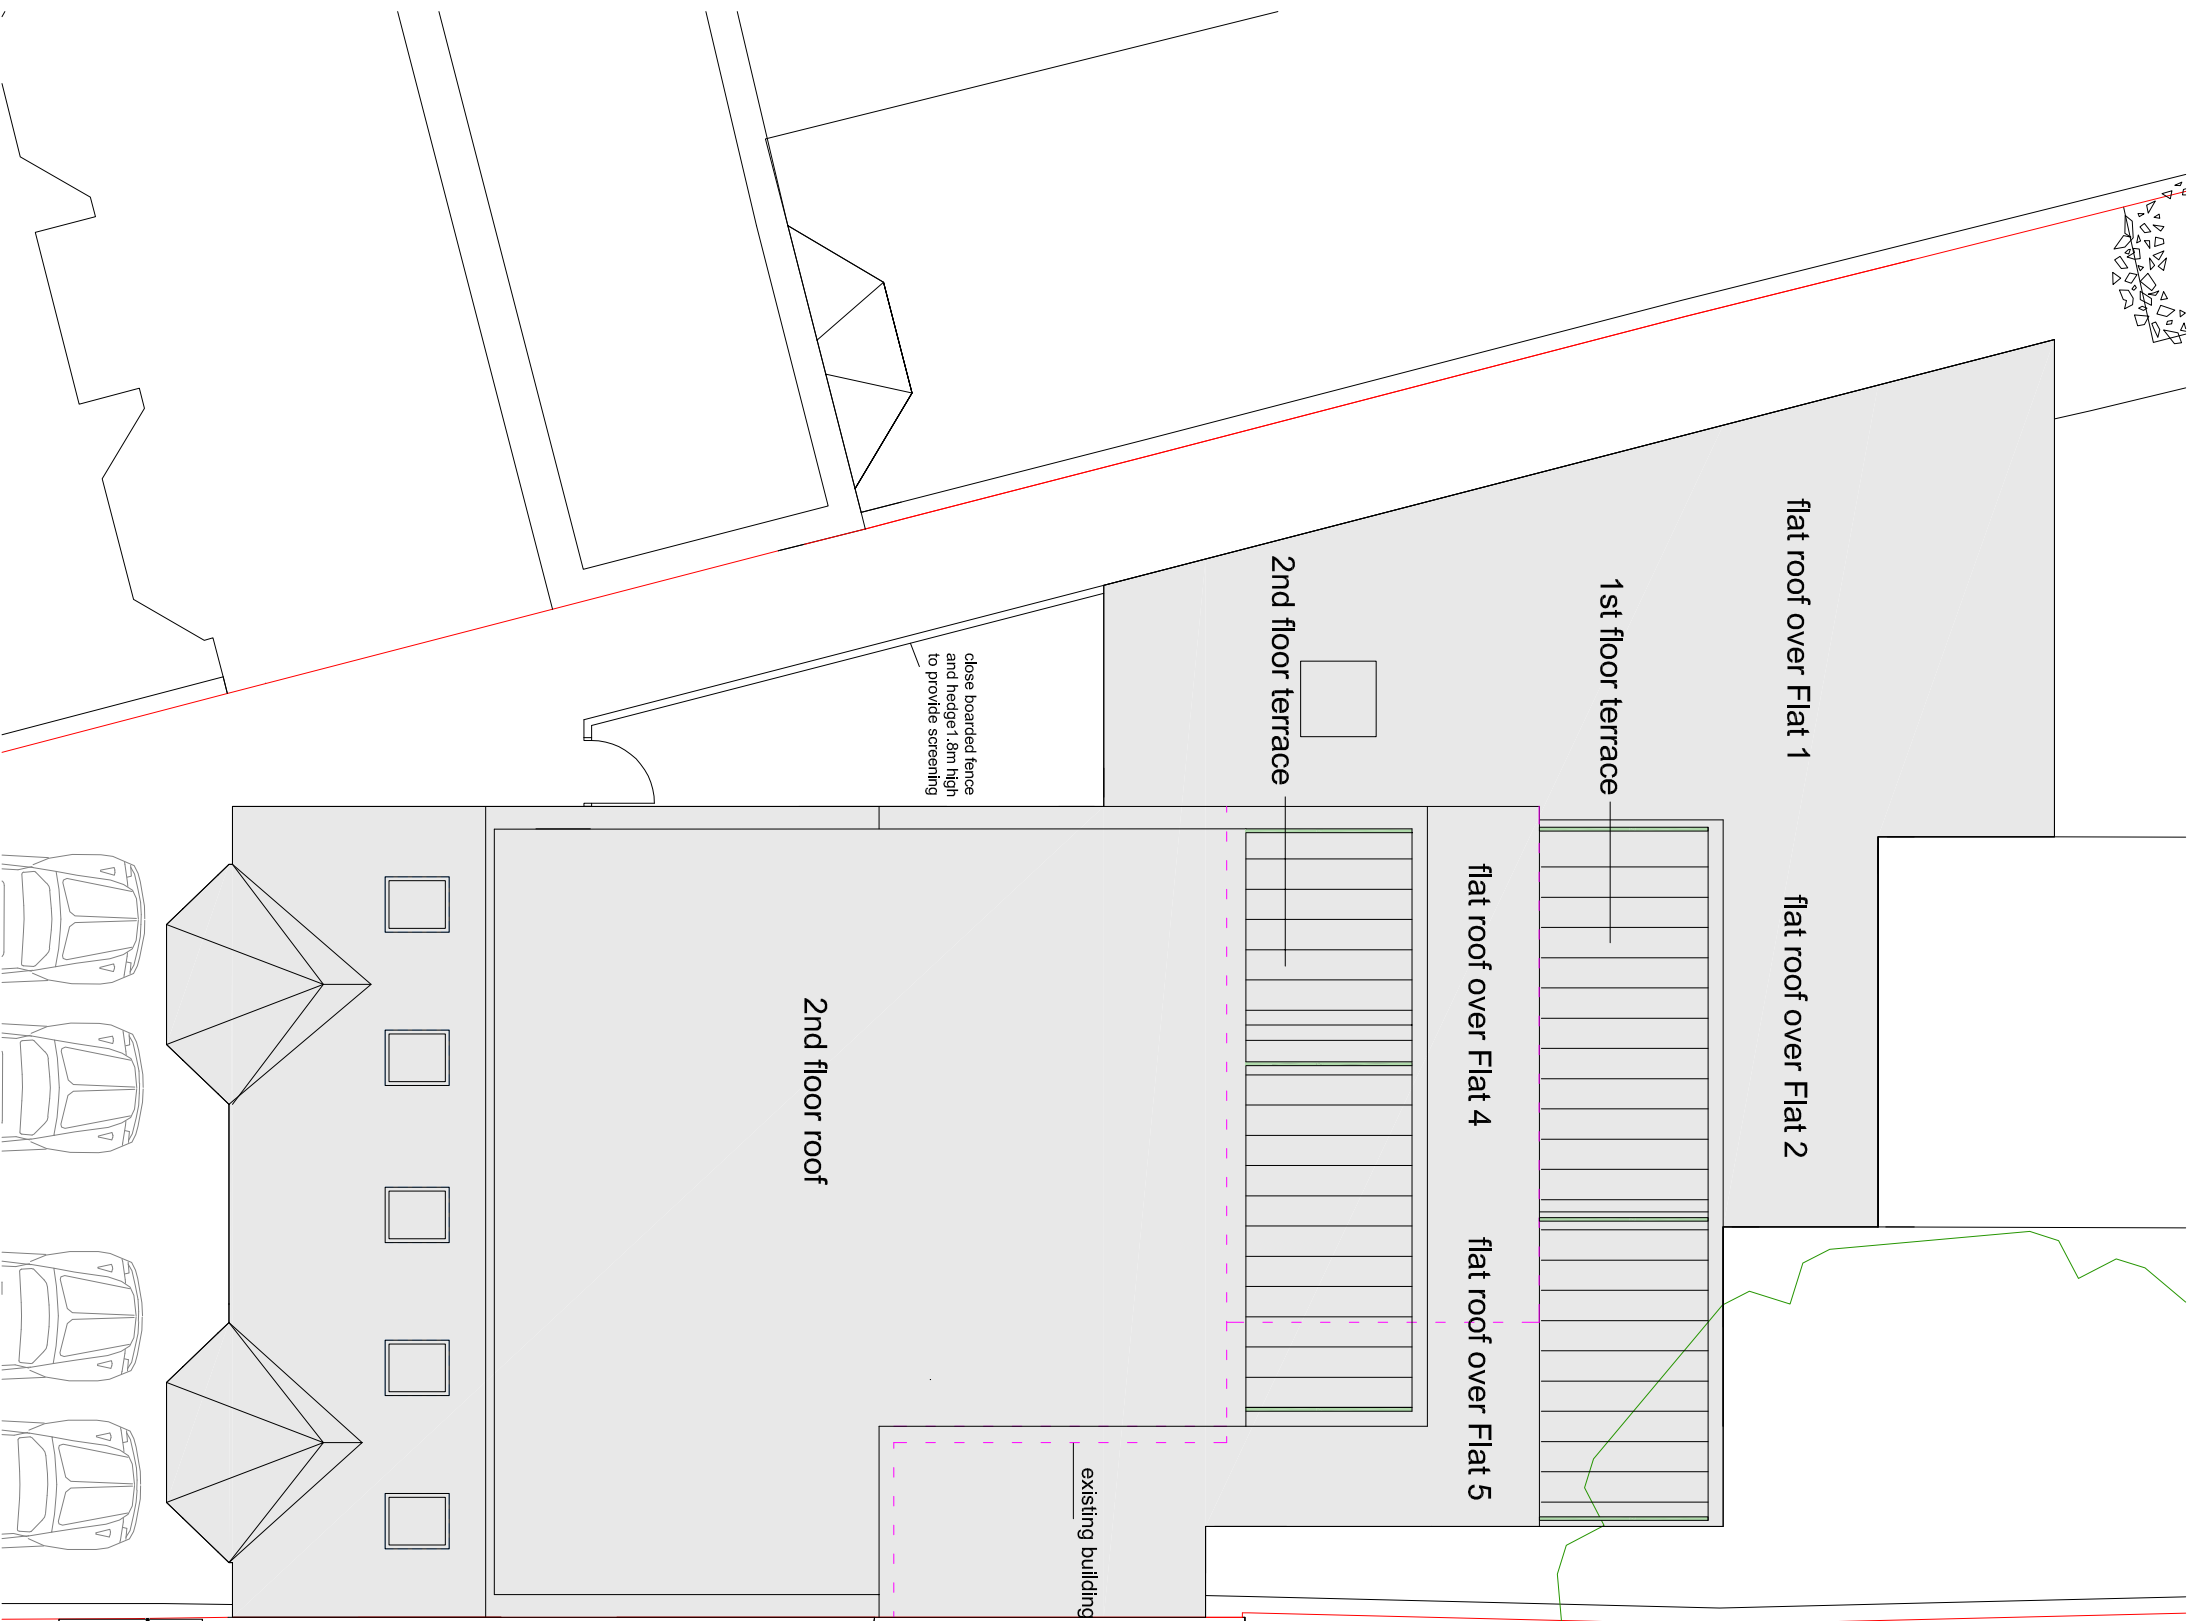 flat roof over Flat 1
flat roof over Flat 2
1st floor terrace
flat roof over Flat 4
flat roof over Flat 5
2nd floor terrace
existing building
close boarded fence
and hedge1.8m high
to provide screening
2nd floor roof